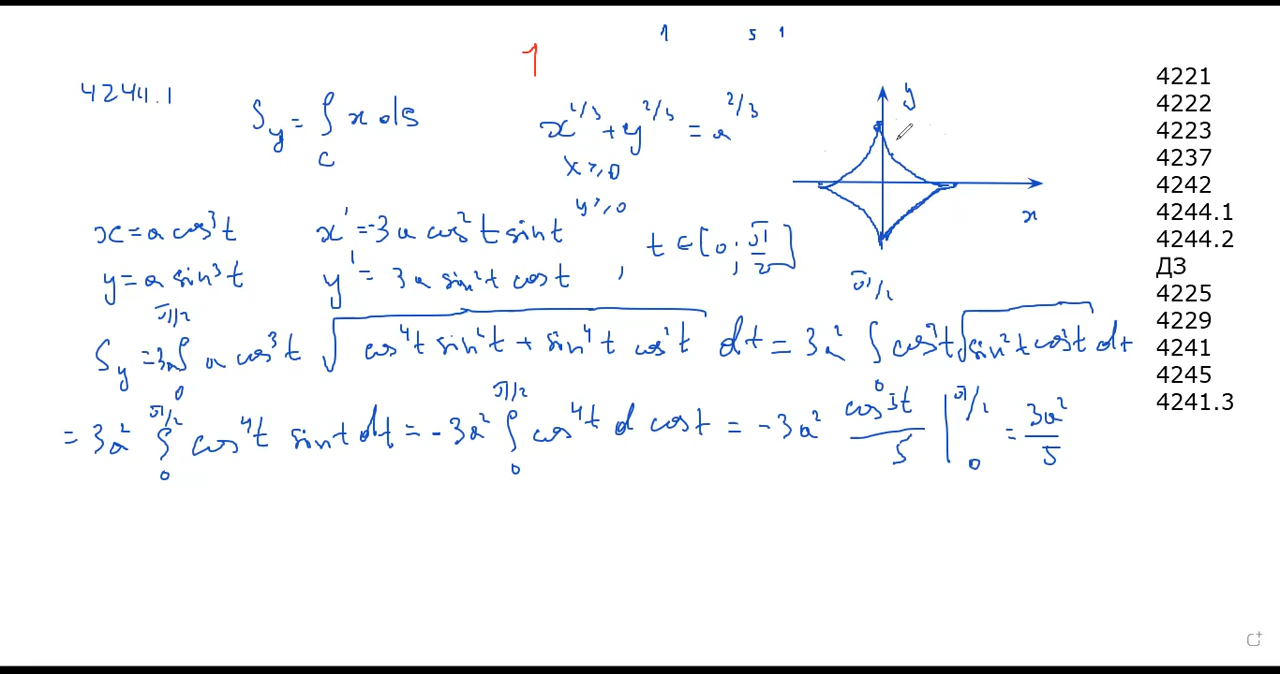 1 5 1
1
4244.1
S_y = ∫_C x ds
x^{2/3} + y^{2/3} = a^{2/3}
x ≥ 0
y ≥ 0
y
x
x = a cos³t x' = -3a cos²t sin t
y = a sin³t y' = 3a sin²t cos t , t ∈ [0; π/2]
S_y = 3a ∫_0^{π/2} a cos³t √(cos⁴t sin²t + sin⁴t cos²t) dt = 3a² ∫_0^{π/2} cos³t √(sin²t cos²t) dt
= 3a² ∫_0^{π/2} cos⁴t sin t dt = -3a² ∫_0^{π/2} cos⁴t d cos t = -3a² cos⁵t/5 |_0^{π/2} = 3a²/5
4221
4222
4223
4237
4242
4244.1
4244.2
ДЗ
4225
4229
4241
4245
4241.3